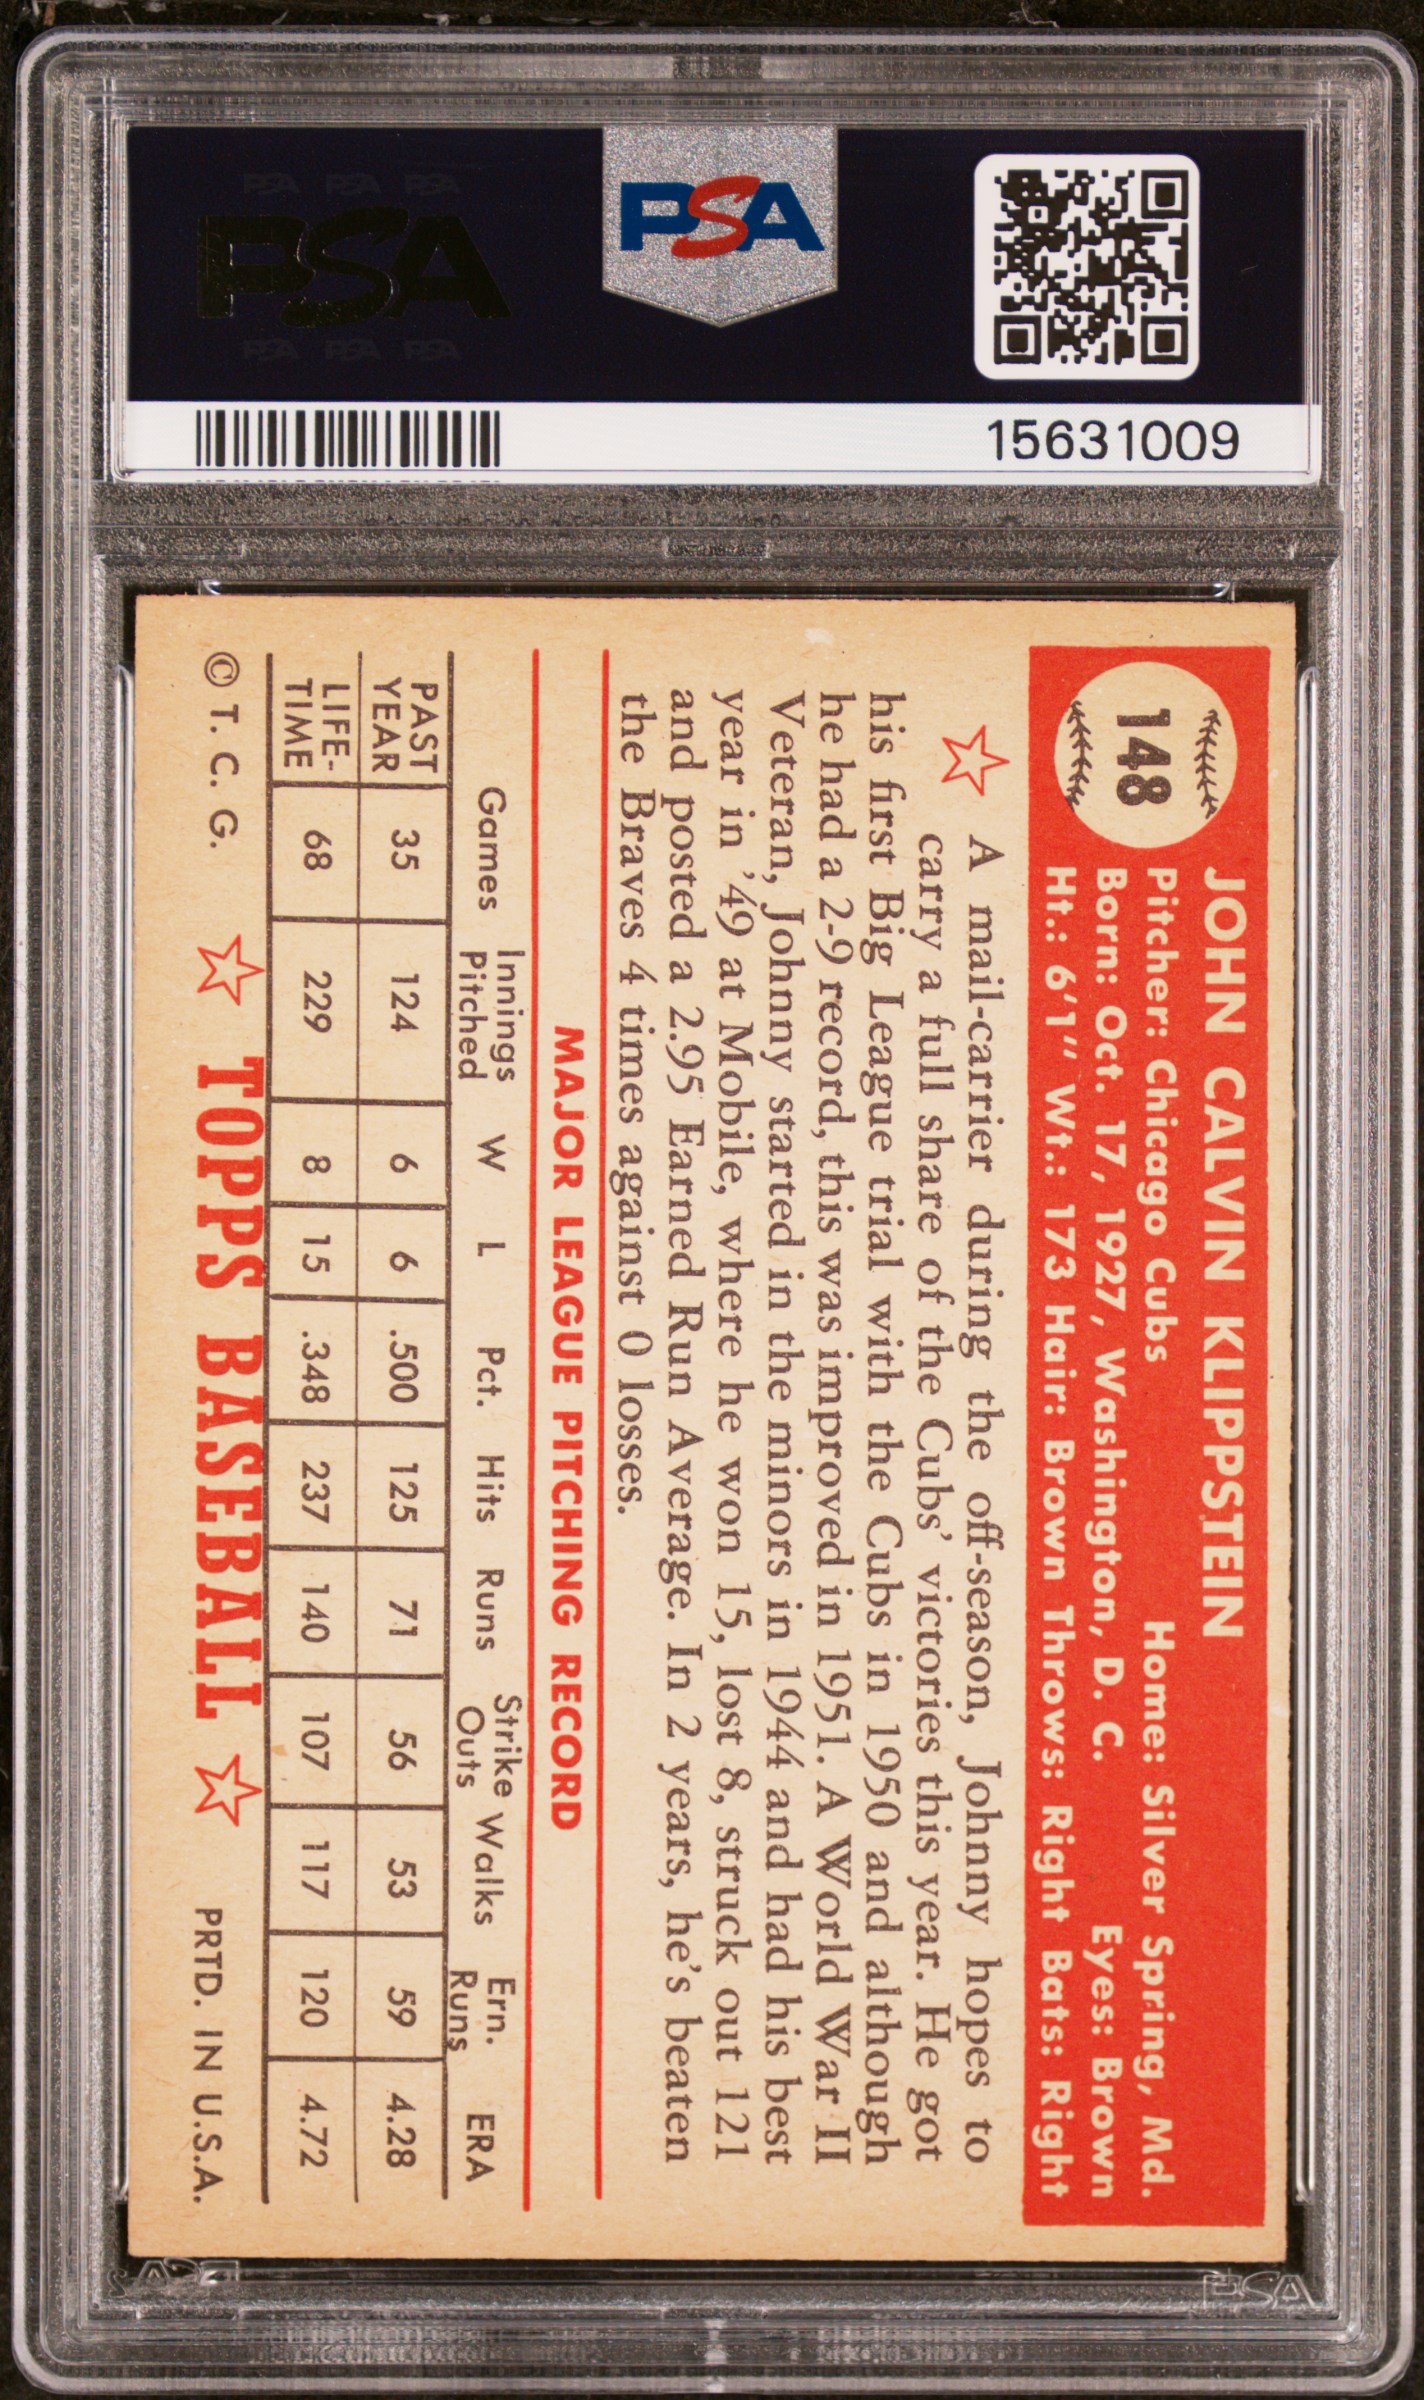 PSA PSA PSA
PSA
PSA PSA PSA
PSA
15631009
148
JOHN CALVIN KLIPPSTEIN
Pitcher: Chicago Cubs Home: Silver Spring, Md.
Born: Oct. 17, 1927, Washington, D. C. Eyes: Brown
Ht.: 6'1" Wt.: 173 Hair: Brown Throws: Right Bats: Right
A mail-carrier during the off-season, Johnny hopes to
carry a full share of the Cubs' victories this year. He got
his first Big League trial with the Cubs in 1950 and although
he had a 2-9 record, this was improved in 1951. A World War II
Veteran, Johnny started in the minors in 1944 and had his best
year in '49 at Mobile, where he won 15, lost 8, struck out 121
and posted a 2.95 Earned Run Average. In 2 years, he's beaten
the Braves 4 times against 0 losses.
MAJOR LEAGUE PITCHING RECORD
Games Innings Pitched W L Pct. Hits Runs Strike Outs Walks Ern. Runs ERA
PAST YEAR 35 124 6 6 .500 125 71 56 53 59 4.28
LIFE-TIME 68 229 8 15 .348 237 140 107 117 120 4.72
© T. C. G. TOPPS BASEBALL PRTD. IN U.S.A.
PSA
PSA